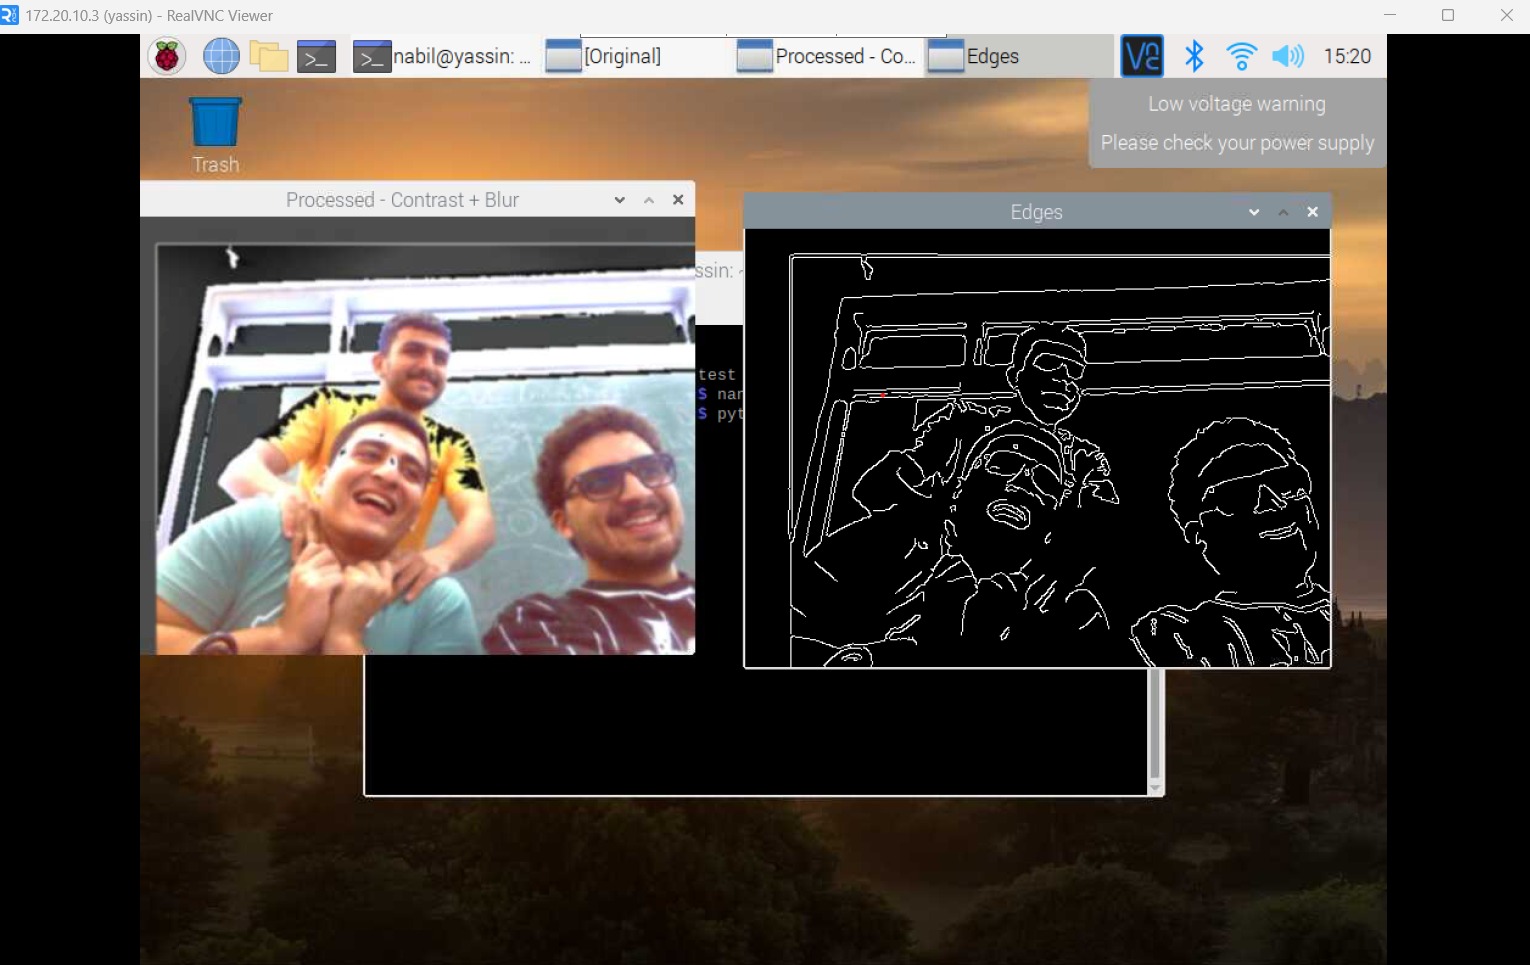 172.20.10.3 (yassin) - RealVNC Viewer
nabil@yassin: ...
[Original]
Processed - Co...
Edges
15:20
Low voltage warning
Please check your power supply
Trash
Processed - Contrast + Blur
Edges
ssin: ~
test
$ nan
$ pyt